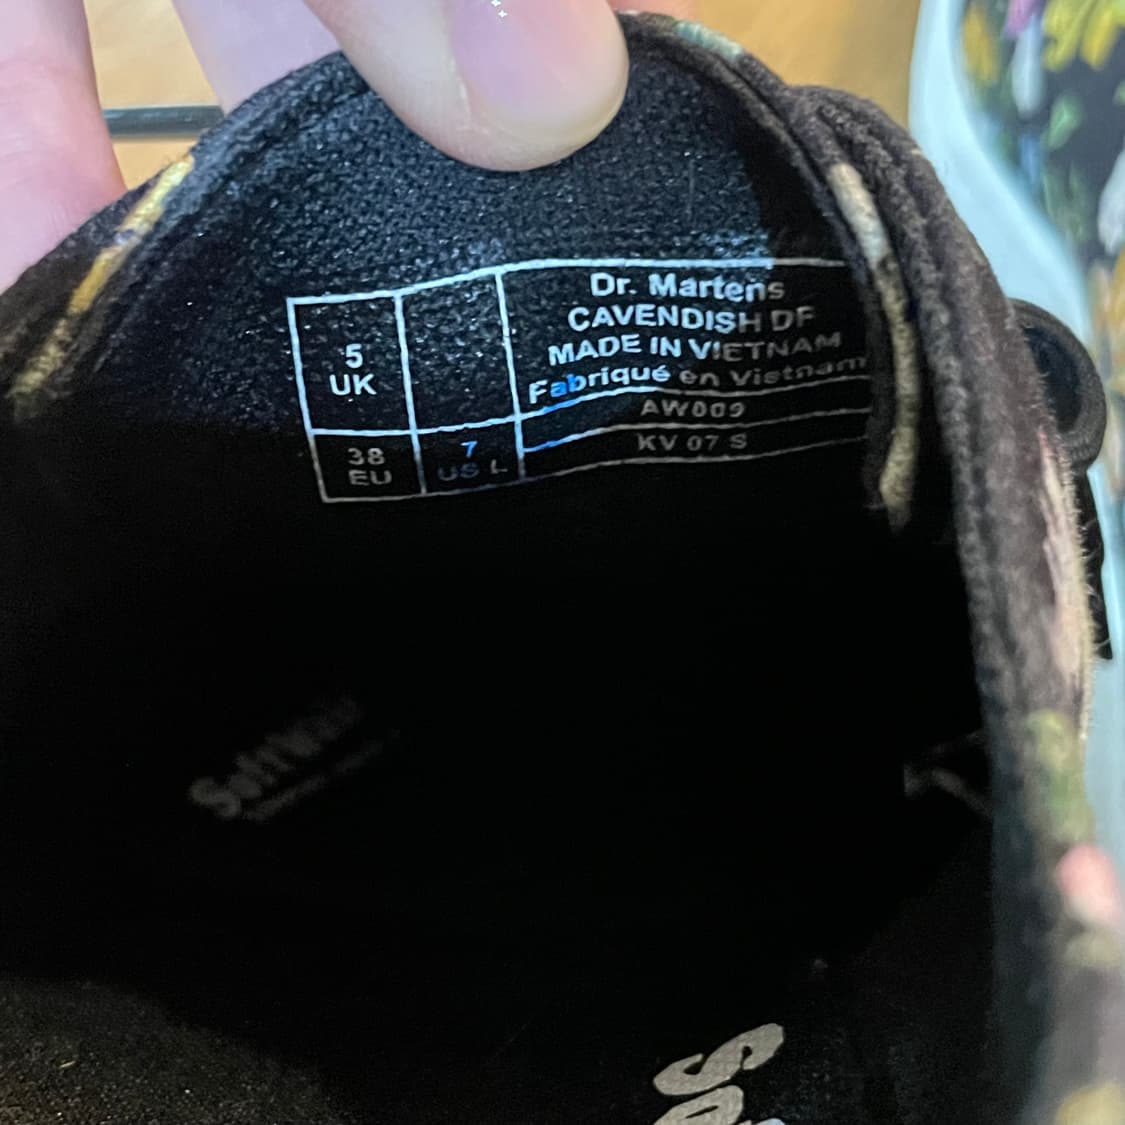 5
UK
38
EU
7
US L
Dr. Martens
CAVENDISH DF
MADE IN VIETNAM
Fabriqué en Vietnam
AW009
KV 07 S